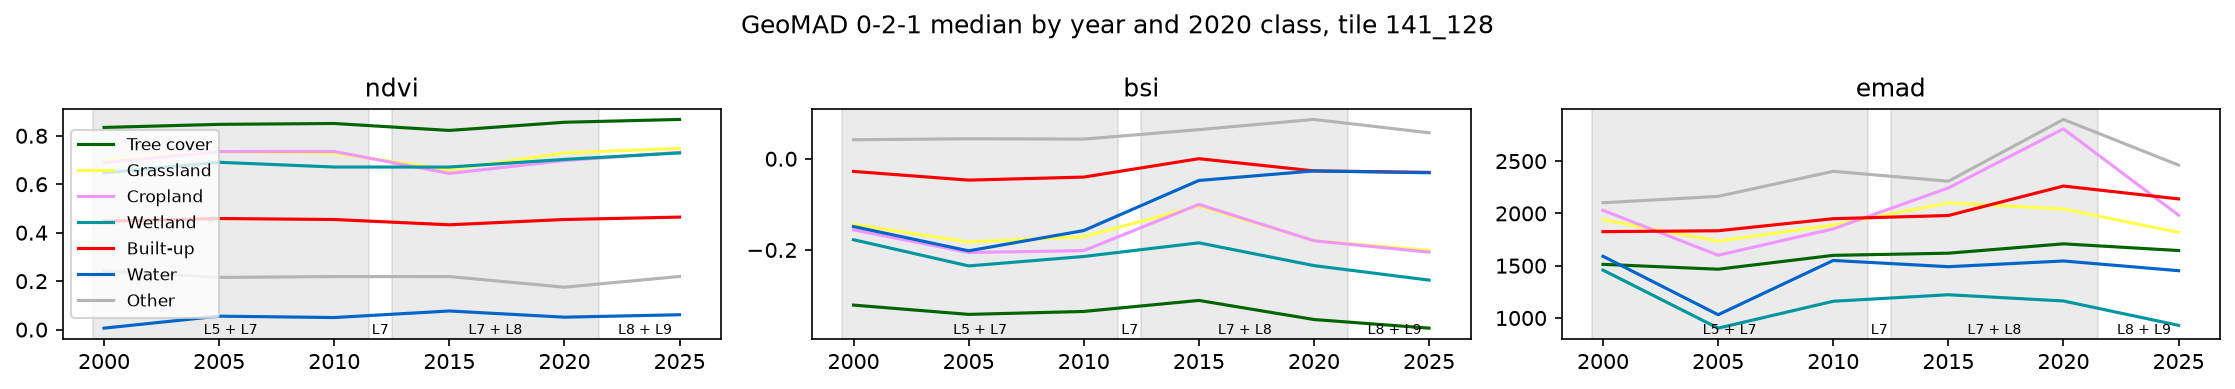 GeoMAD 0-2-1 median by year and 2020 class, tile 141_128
ndvi
0.8
0.6
0.4
0.2
0.0
Tree cover
Grassland
Cropland
Wetland
Built-up
Water
Other
L5 + L7
L7
L7 + L8
L8 + L9
2000
2005
2010
2015
2020
2025
bsi
0.0
−0.2
L5 + L7
L7
L7 + L8
L8 + L9
2000
2005
2010
2015
2020
2025
emad
2500
2000
1500
1000
L5 + L7
L7
L7 + L8
L8 + L9
2000
2005
2010
2015
2020
2025